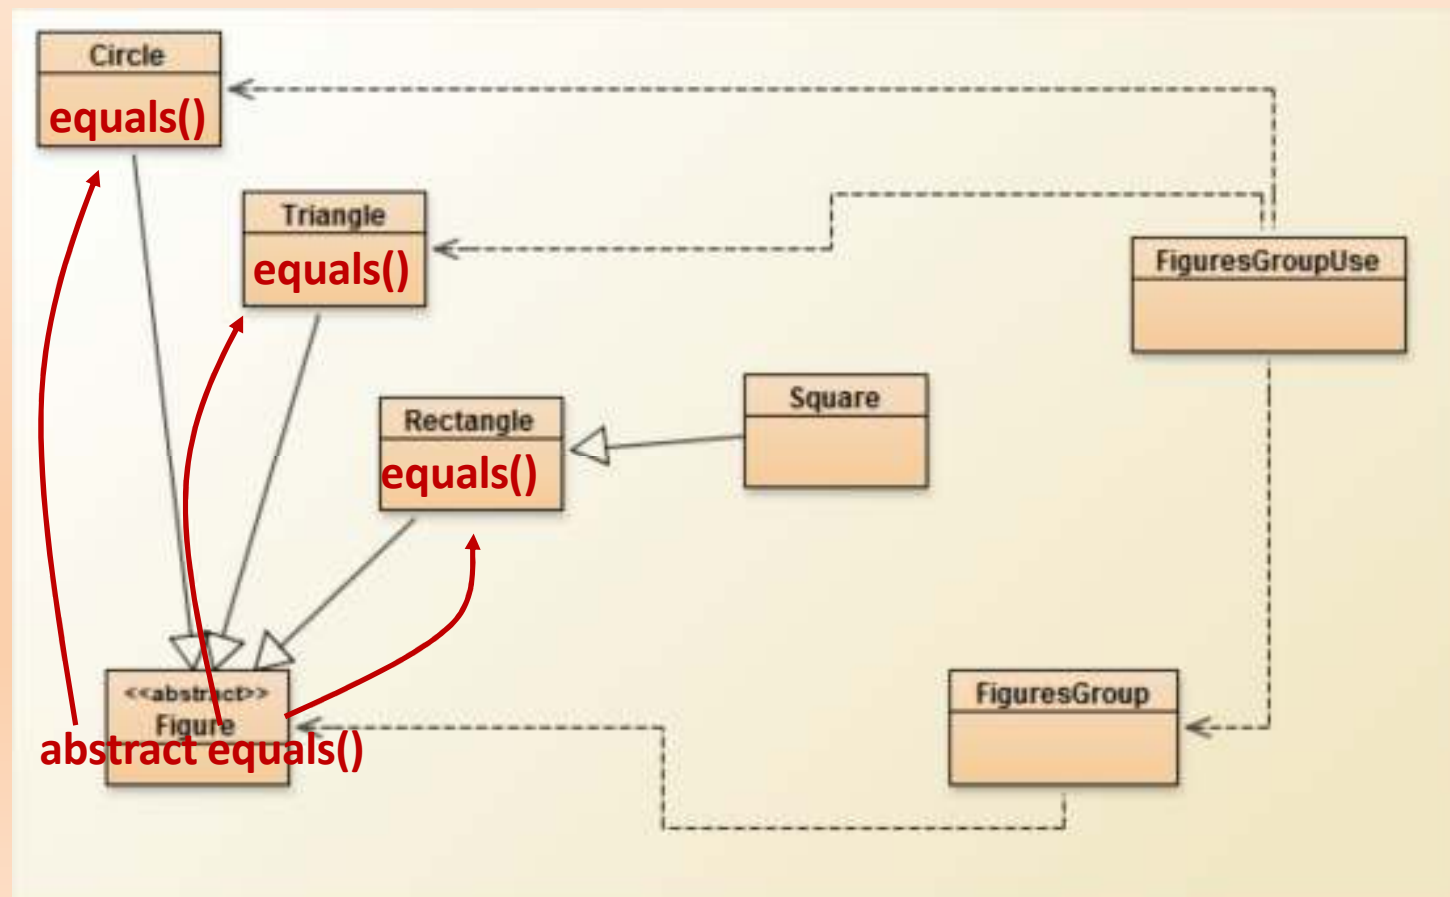 Circle
equals()
Triangle
equals()
FiguresGroupUse
Rectangle
equals()
Square
<<abstract>>
Figure
abstract equals()
FiguresGroup